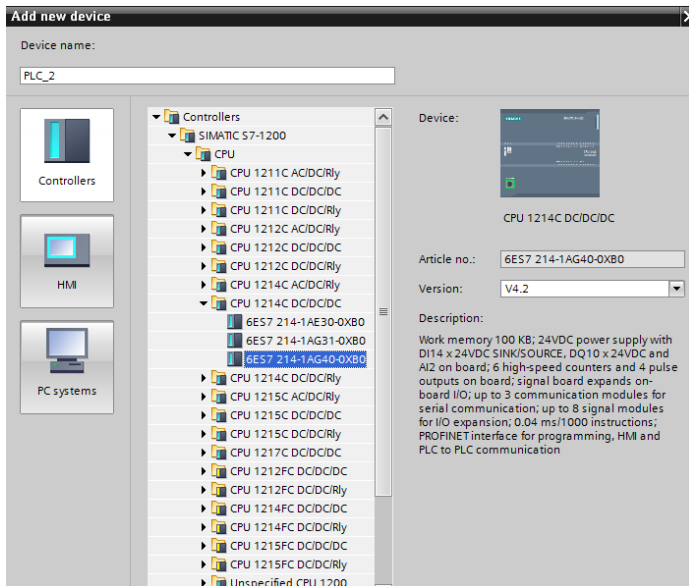 Add new device
Device name:
PLC_2
Controllers
HMI
PC systems
Controllers
SIMATIC S7-1200
CPU
CPU 1211C AC/DC/Rly
CPU 1211C DC/DC/DC
CPU 1211C DC/DC/Rly
CPU 1212C AC/DC/Rly
CPU 1212C DC/DC/DC
CPU 1212C DC/DC/Rly
CPU 1214C AC/DC/Rly
CPU 1214C DC/DC/DC
6ES7 214-1AE30-0XB0
6ES7 214-1AG31-0XB0
6ES7 214-1AG40-0XB0
CPU 1214C DC/DC/Rly
CPU 1215C AC/DC/Rly
CPU 1215C DC/DC/DC
CPU 1215C DC/DC/Rly
CPU 1217C DC/DC/DC
CPU 1212FC DC/DC/DC
CPU 1212FC DC/DC/Rly
CPU 1214FC DC/DC/DC
CPU 1214FC DC/DC/Rly
CPU 1215FC DC/DC/DC
CPU 1215FC DC/DC/Rly
Unspecified CPU 1200
Device:
CPU 1214C DC/DC/DC
Article no.:
6ES7 214-1AG40-0XB0
Version:
V4.2
Description:
Work memory 100 KB; 24VDC power supply with
DI14 x 24VDC SINK/SOURCE, DQ10 x 24VDC and
AI2 on board; 6 high-speed counters and 4 pulse
outputs on board; signal board expands on-
board I/O; up to 3 communication modules for
serial communication; up to 8 signal modules
for I/O expansion; 0.04 ms/1000 instructions;
PROFINET interface for programming, HMI and
PLC to PLC communication